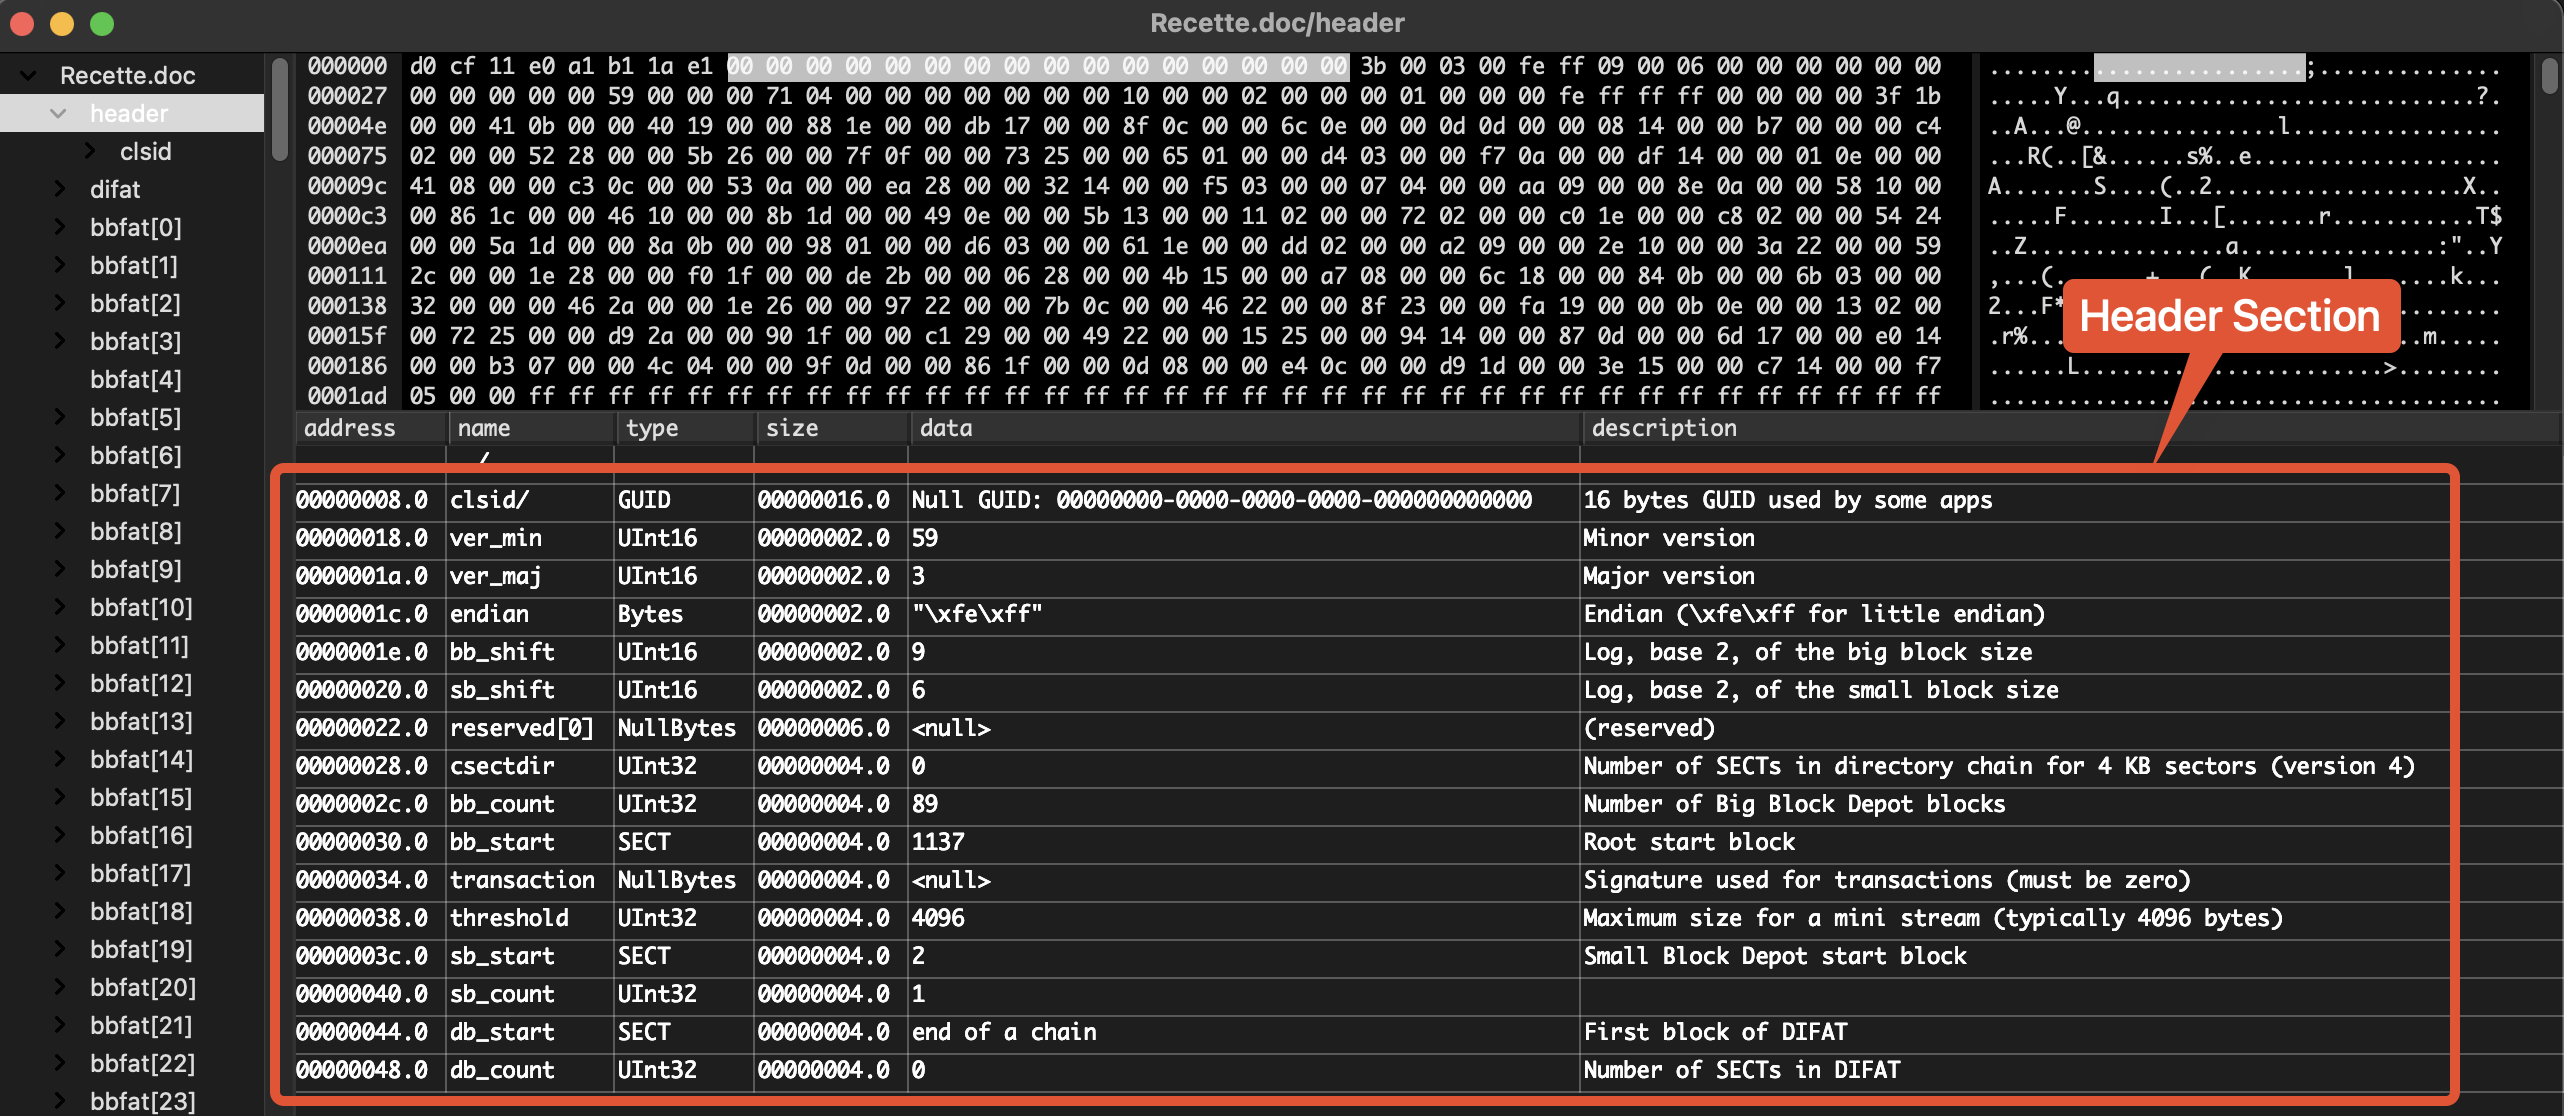 Recette.doc/header
Recette.doc
header
clsid
difat
bbfat[0]
bbfat[1]
bbfat[2]
bbfat[3]
bbfat[4]
bbfat[5]
bbfat[6]
bbfat[7]
bbfat[8]
bbfat[9]
bbfat[10]
bbfat[11]
bbfat[12]
bbfat[13]
bbfat[14]
bbfat[15]
bbfat[16]
bbfat[17]
bbfat[18]
bbfat[19]
bbfat[20]
bbfat[21]
bbfat[22]
bbfat[23]
000000 d0 cf 11 e0 a1 b1 1a e1 00 00 00 00 00 00 00 00 00 00 00 00 00 00 00 00 3b 00 03 00 fe ff 09 00 06 00 00 00 00 00 00
000027 00 00 00 00 00 59 00 00 00 71 04 00 00 00 00 00 00 00 10 00 00 02 00 00 00 01 00 00 00 fe ff ff ff 00 00 00 00 3f 1b
00004e 00 00 41 0b 00 00 40 19 00 00 88 1e 00 00 db 17 00 00 8f 0c 00 00 6c 0e 00 00 0d 0d 00 00 08 14 00 00 b7 00 00 00 c4
000075 02 00 00 52 28 00 00 5b 26 00 00 7f 0f 00 00 73 25 00 00 65 01 00 00 d4 03 00 00 f7 0a 00 00 df 14 00 00 01 0e 00 00
00009c 41 08 00 00 c3 0c 00 00 53 0a 00 00 ea 28 00 00 32 14 00 00 f5 03 00 00 07 04 00 00 aa 09 00 00 8e 0a 00 00 58 10 00
0000c3 00 86 1c 00 00 46 10 00 00 8b 1d 00 00 49 0e 00 00 5b 13 00 00 11 02 00 00 72 02 00 00 c0 1e 00 00 c8 02 00 00 54 24
0000ea 00 00 5a 1d 00 00 8a 0b 00 00 98 01 00 00 d6 03 00 00 61 1e 00 00 dd 02 00 00 a2 09 00 00 2e 10 00 00 3a 22 00 00 59
000111 2c 00 00 1e 28 00 00 f0 1f 00 00 de 2b 00 00 06 28 00 00 4b 15 00 00 a7 08 00 00 6c 18 00 00 84 0b 00 00 6b 03 00 00
000138 32 00 00 00 46 2a 00 00 1e 26 00 00 97 22 00 00 7b 0c 00 00 46 22 00 00 8f 23 00 00 fa 19 00 00 0b 0e 00 00 13 02 00
00015f 00 72 25 00 00 d9 2a 00 00 90 1f 00 00 c1 29 00 00 49 22 00 00 15 25 00 00 94 14 00 00 87 0d 00 00 6d 17 00 00 e0 14
000186 00 00 b3 07 00 00 4c 04 00 00 9f 0d 00 00 86 1f 00 00 0d 08 00 00 e4 0c 00 00 d9 1d 00 00 3e 15 00 00 c7 14 00 00 f7
0001ad 05 00 00 ff ff ff ff ff ff ff ff ff ff ff ff ff ff ff ff ff ff ff ff ff ff ff ff ff ff ff ff ff ff ff ff ff ff ff ff
........................;..............
.....Y...q...........................?.
..A...@...............l................
...R(..[&......s%..e...................
A.......S....(..2...................X..
.....F.......I...[.......r...........T$
..Z...............a...............:"..Y
Header Section
address name type size data description
00000008.0 clsid/ GUID 00000016.0 Null GUID: 00000000-0000-0000-0000-000000000000 16 bytes GUID used by some apps
00000018.0 ver_min UInt16 00000002.0 59 Minor version
0000001a.0 ver_maj UInt16 00000002.0 3 Major version
0000001c.0 endian Bytes 00000002.0 "\xfe\xff" Endian (\xfe\xff for little endian)
0000001e.0 bb_shift UInt16 00000002.0 9 Log, base 2, of the big block size
00000020.0 sb_shift UInt16 00000002.0 6 Log, base 2, of the small block size
00000022.0 reserved[0] NullBytes 00000006.0 <null> (reserved)
00000028.0 csectdir UInt32 00000004.0 0 Number of SECTs in directory chain for 4 KB sectors (version 4)
0000002c.0 bb_count UInt32 00000004.0 89 Number of Big Block Depot blocks
00000030.0 bb_start SECT 00000004.0 1137 Root start block
00000034.0 transaction NullBytes 00000004.0 <null> Signature used for transactions (must be zero)
00000038.0 threshold UInt32 00000004.0 4096 Maximum size for a mini stream (typically 4096 bytes)
0000003c.0 sb_start SECT 00000004.0 2 Small Block Depot start block
00000040.0 sb_count UInt32 00000004.0 1
00000044.0 db_start SECT 00000004.0 end of a chain First block of DIFAT
00000048.0 db_count UInt32 00000004.0 0 Number of SECTs in DIFAT